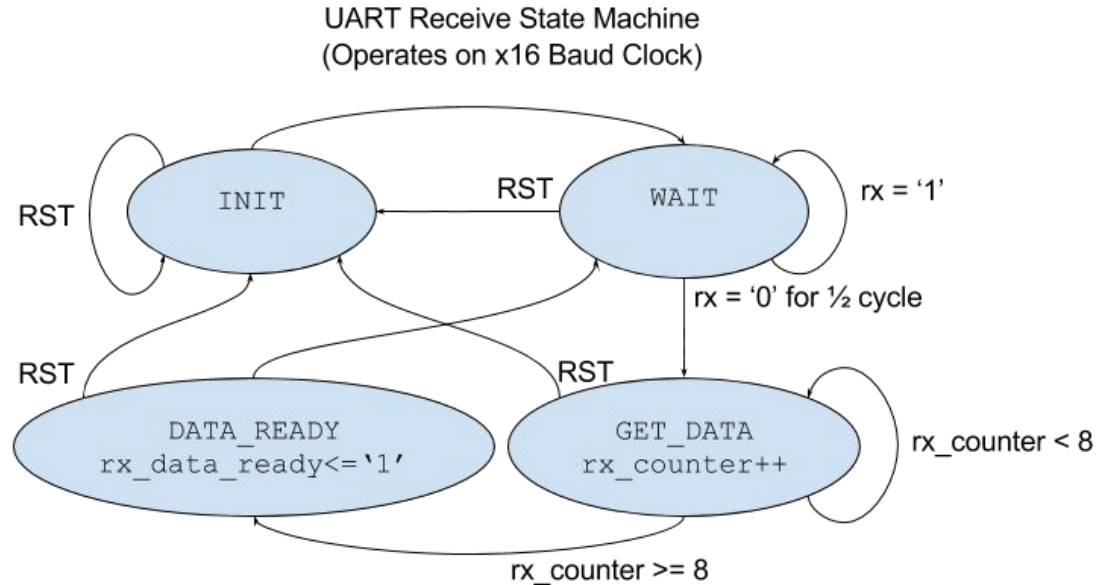 UART Receive State Machine
(Operates on x16 Baud Clock)
INIT
RST
WAIT
RST
rx = ‘1’
rx = ‘0’ for ½ cycle
RST
RST
DATA_READY
rx_data_ready<=‘1’
GET_DATA
rx_counter++
rx_counter < 8
rx_counter >= 8